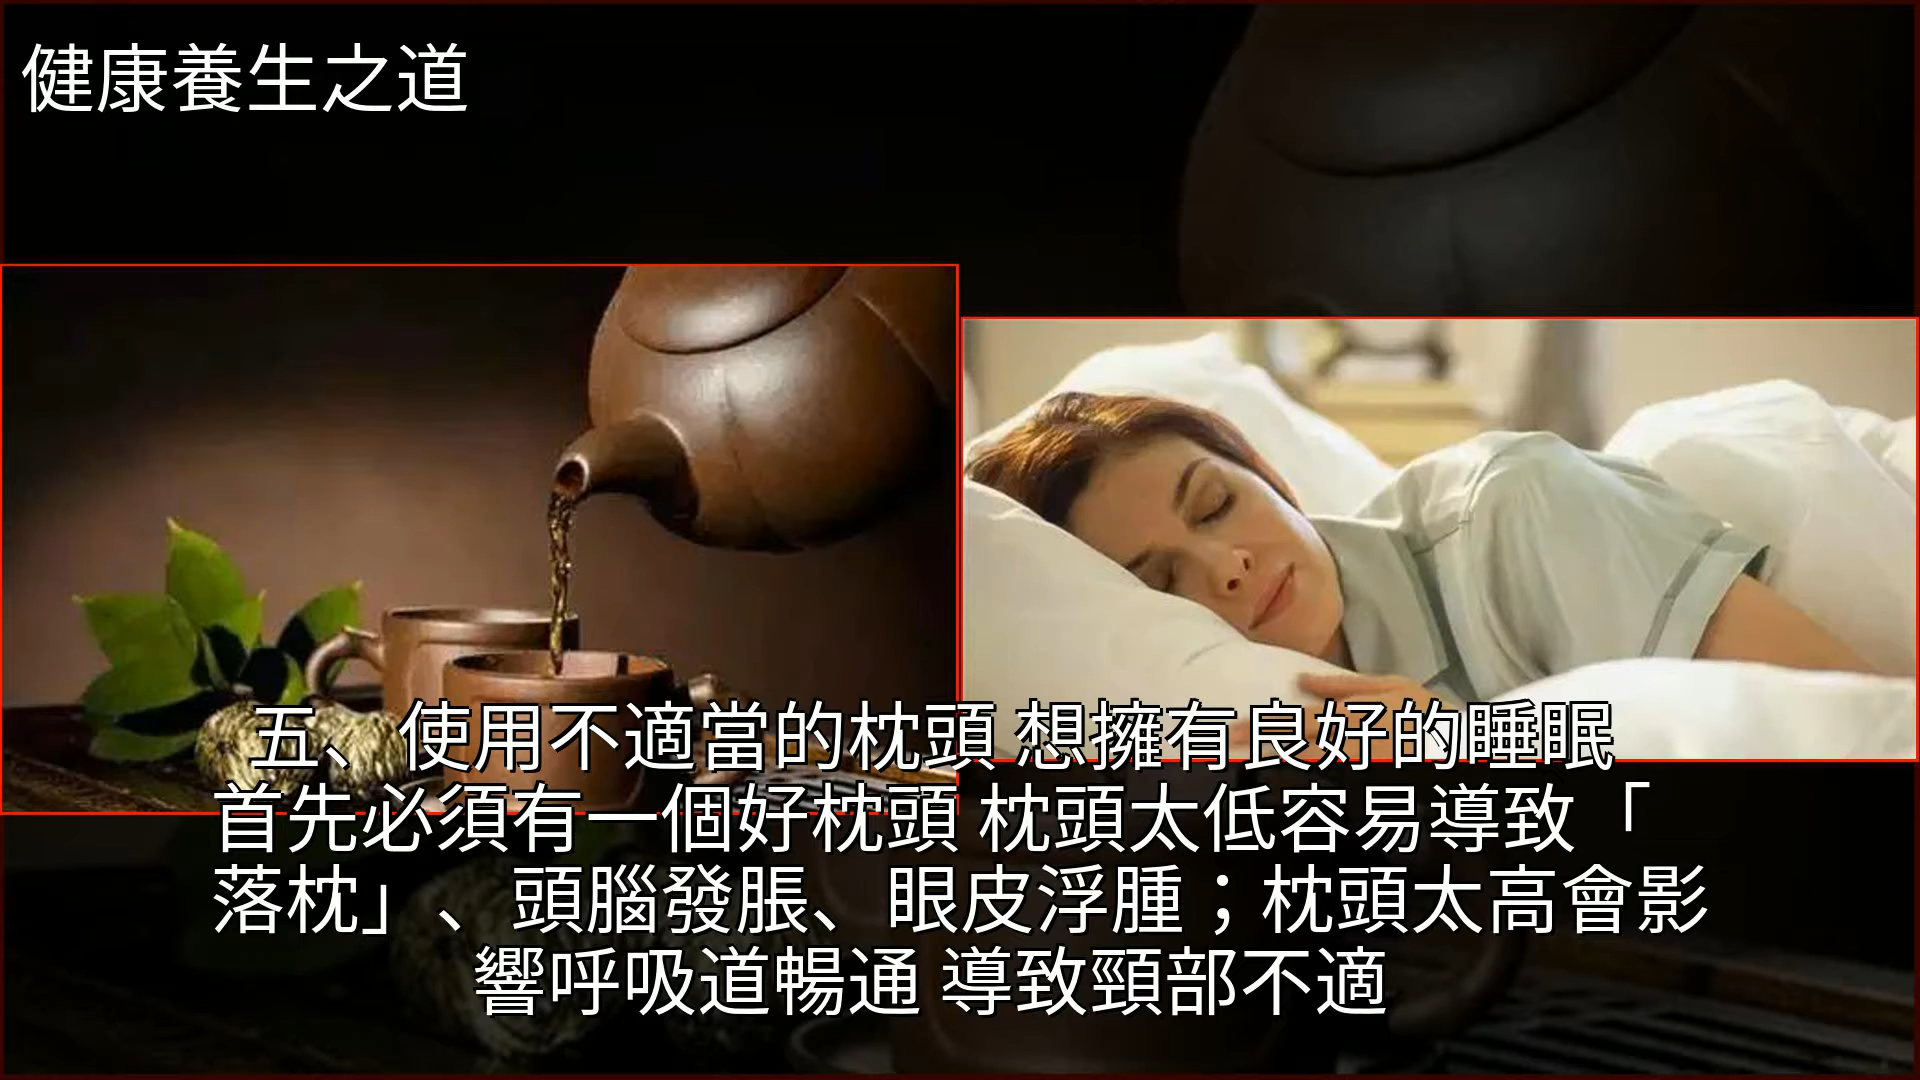 健康養生之道
五、使用不適當的枕頭 想擁有良好的睡眠
首先必須有一個好枕頭 枕頭太低容易導致「
落枕」、頭腦發脹、眼皮浮腫；枕頭太高會影
響呼吸道暢通 導致頸部不適